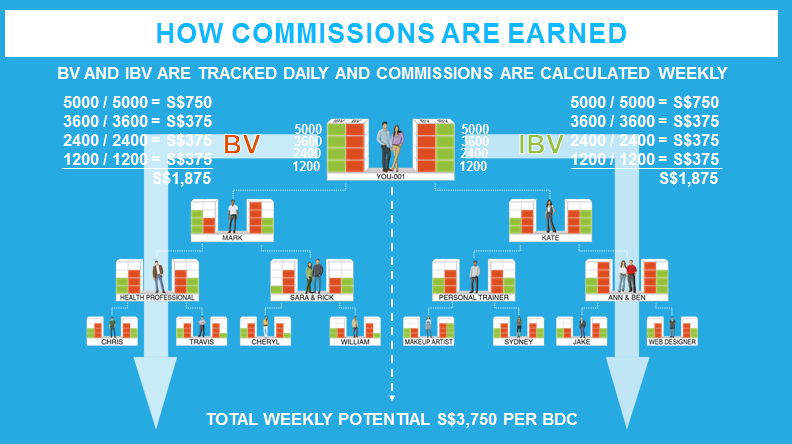 HOW COMMISSIONS ARE EARNED
BV AND IBV ARE TRACKED DAILY AND COMMISSIONS ARE CALCULATED WEEKLY
5000 / 5000 = S$750
3600 / 3600 = S$375
2400 / 2400 = S$375
1200 / 1200 = S$375
S$1,875
BV
5000
3600
2400
1200
YOU-001
5000
3600
2400
1200
IBV
5000 / 5000 = S$750
3600 / 3600 = S$375
2400 / 2400 = S$375
1200 / 1200 = S$375
S$1,875
MARK
KATE
HEALTH PROFESSIONAL
SARA & RICK
PERSONAL TRAINER
ANN & BEN
CHRIS
TRAVIS
CHERYL
WILLIAM
MAKEUP ARTIST
SYDNEY
JAKE
WEB DESIGNER
TOTAL WEEKLY POTENTIAL S$3,750 PER BDC